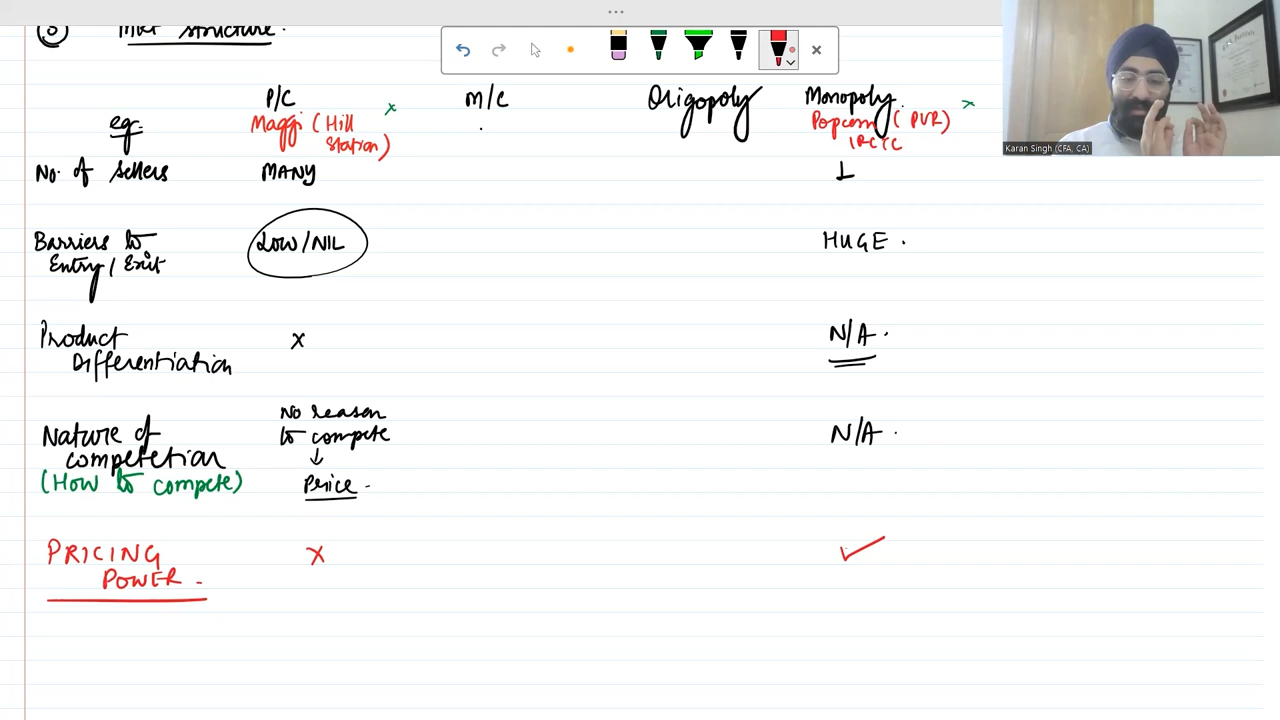 ③ Mkt structure.
P/C M/C Oligopoly Monopoly
eg. Maggi (Hill Station) x Popcorn (PVR) x
IRCTC
No. of sellers MANY 1
Barriers to Entry/Exit Low/NIL HUGE.
Product Differentiation x N/A.
Nature of competetion No reason to compete N/A.
(How to compete) ↓ Price.
PRICING POWER. x ✓
Karan Singh (CFA, CA)